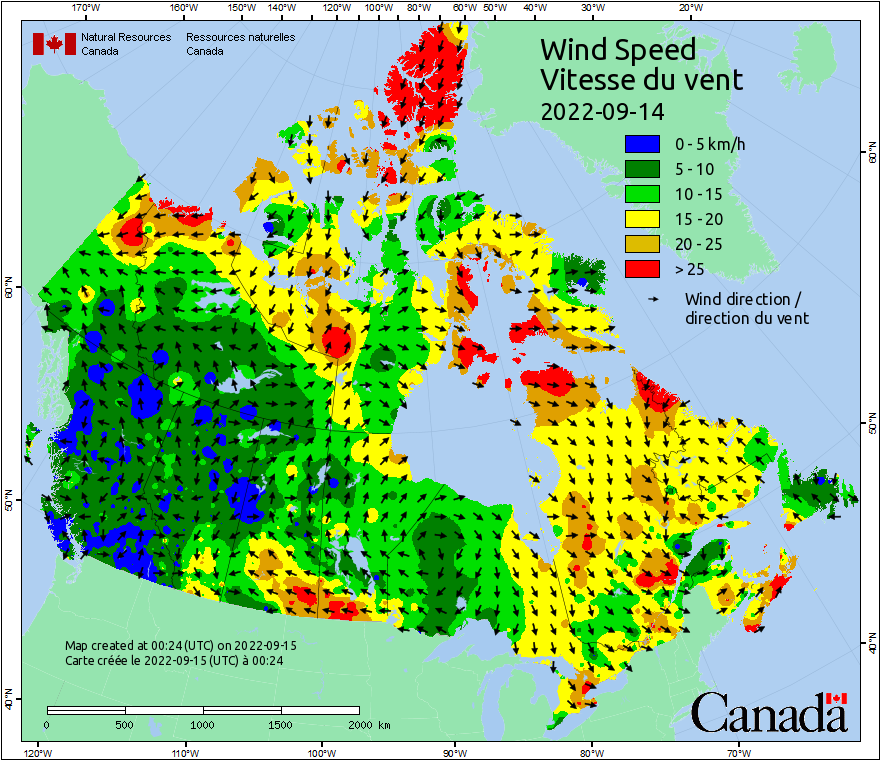 170°W 160°W 150°W 140°W 120°W 100°W 80°W 60°W 50°W 40°W 30°W 20°W
Natural Resources Ressources naturelles
Canada Canada
Wind Speed
Vitesse du vent
2022-09-14
0 - 5 km/h
5 - 10
10 - 15
15 - 20
20 - 25
> 25
Wind direction /
direction du vent
60°N
60°N
50°N
50°N
40°N
40°N
Map created at 00:24 (UTC) on 2022-09-15
Carte créée le 2022-09-15 (UTC) à 00:24
0 500 1000 1500 2000 km
Canada
120°W 110°W 100°W 90°W 80°W 70°W